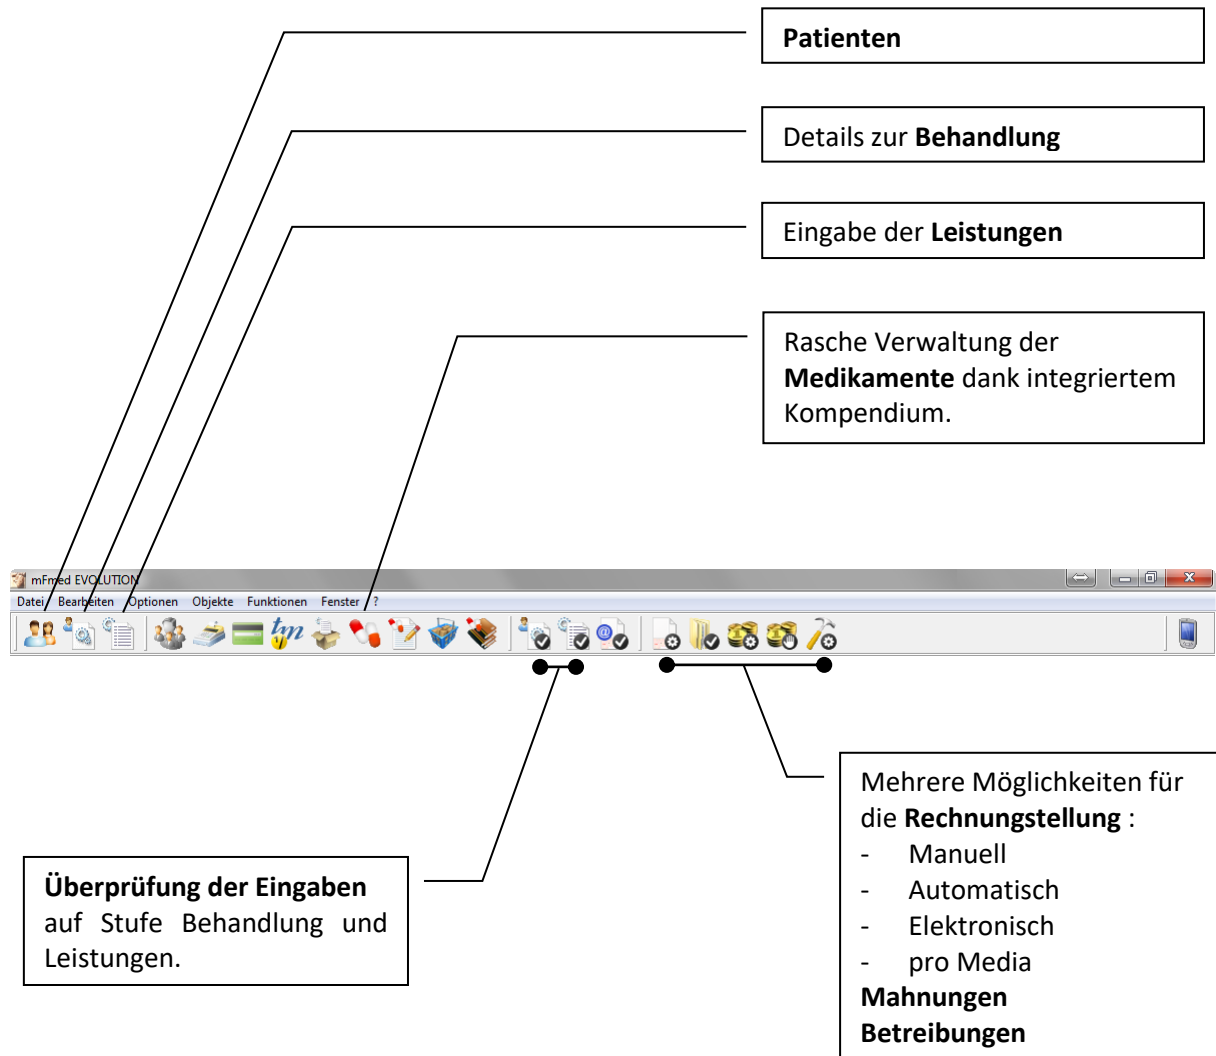 Patienten
Details zur Behandlung
Eingabe der Leistungen
Rasche Verwaltung der
Medikamente dank integriertem
Kompendium.
mFmed EVOLUTION
Datei Bearbeiten Optionen Objekte Funktionen Fenster ?
Überprüfung der Eingaben
auf Stufe Behandlung und
Leistungen.
Mehrere Möglichkeiten für
die Rechnungstellung :
- Manuell
- Automatisch
- Elektronisch
- pro Media
Mahnungen
Betreibungen